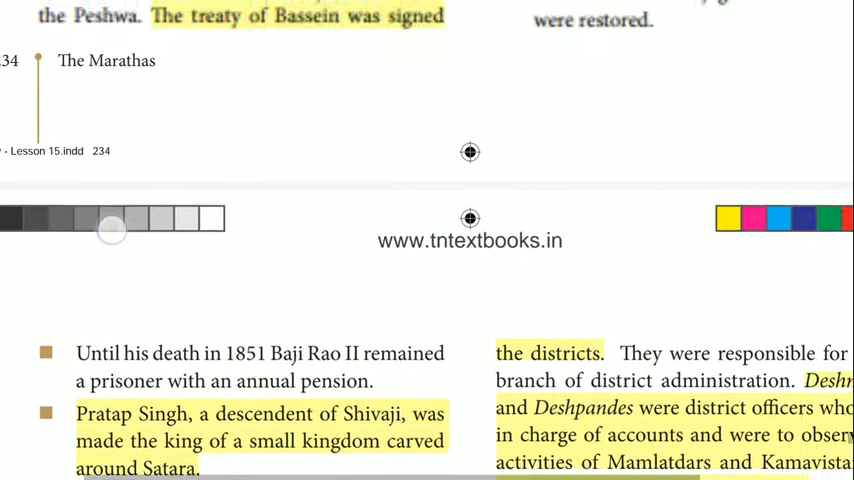 the Peshwa. The treaty of Bassein was signed
were restored.
34 The Marathas
- Lesson 15.indd 234
www.tntextbooks.in
Until his death in 1851 Baji Rao II remained
a prisoner with an annual pension.
Pratap Singh, a descendent of Shivaji, was
made the king of a small kingdom carved
around Satara.
the districts. They were responsible for
branch of district administration.
and Deshpandes were district officers who
in charge of accounts and were to
activities of Mamlatdars and